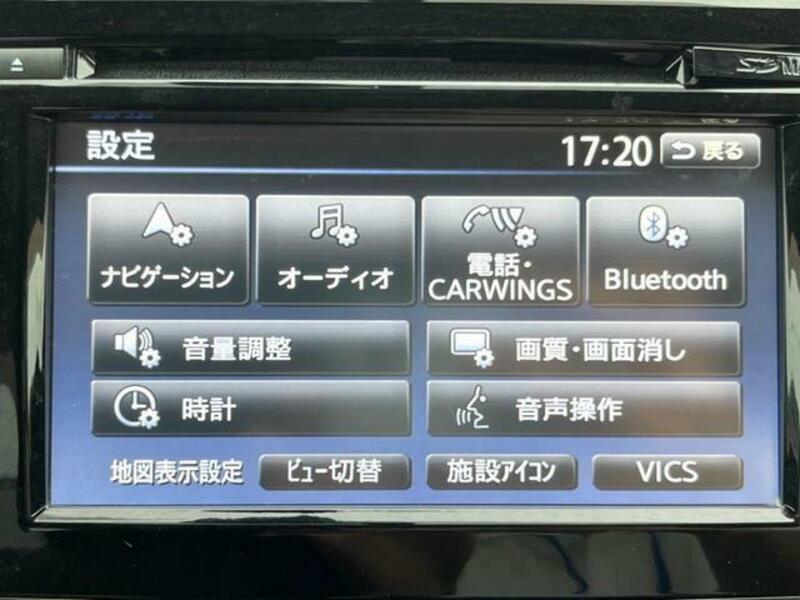 設定
17:20
戻る
ナビゲーション
オーディオ
電話・
CARWINGS
Bluetooth
音量調整
画質・画面消し
時計
音声操作
地図表示設定
ビュー切替
施設アイコン
VICS